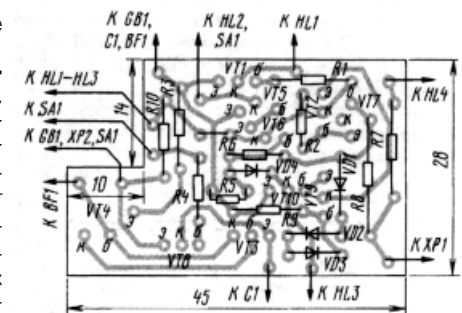 К GB1, C1, BF1
К HL2, SA1
К HL1
К HL1-HL3
К SA1
К GB1, XP2, SA1
К BF1
К HL4
К XP1
К C1
К HL3
14
10
45
28
VT1
б
R1
VT5
VT2
VT7
R10
R3
VT6
R2
R7
R6
VD4
VD1
R4
R5
VT10
VT9
R8
R9
VT4
VT8
VT3
VD2
VD3
к
б
э
э
к
б